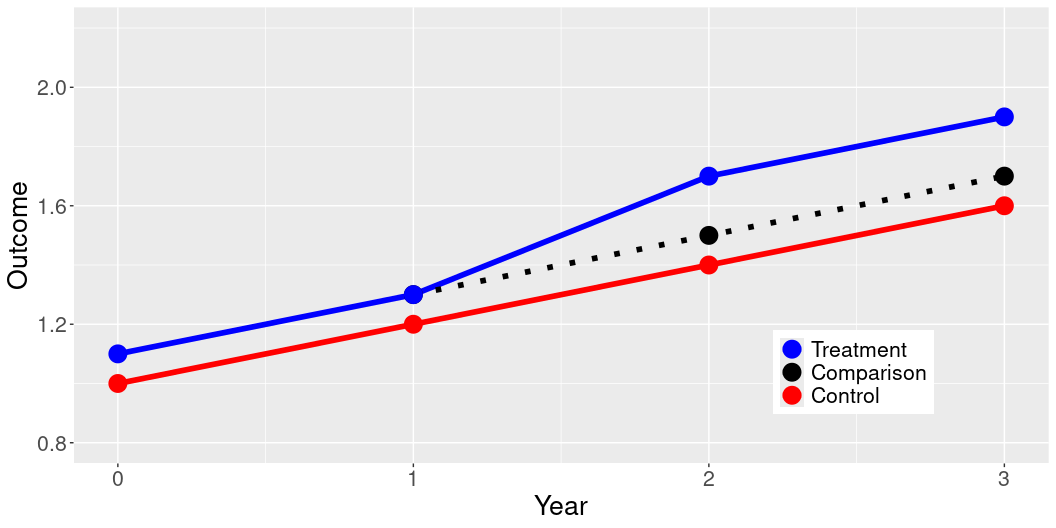 Outcome
2.0
1.6
1.2
0.8
Treatment
Comparison
Control
0 1 2 3
Year